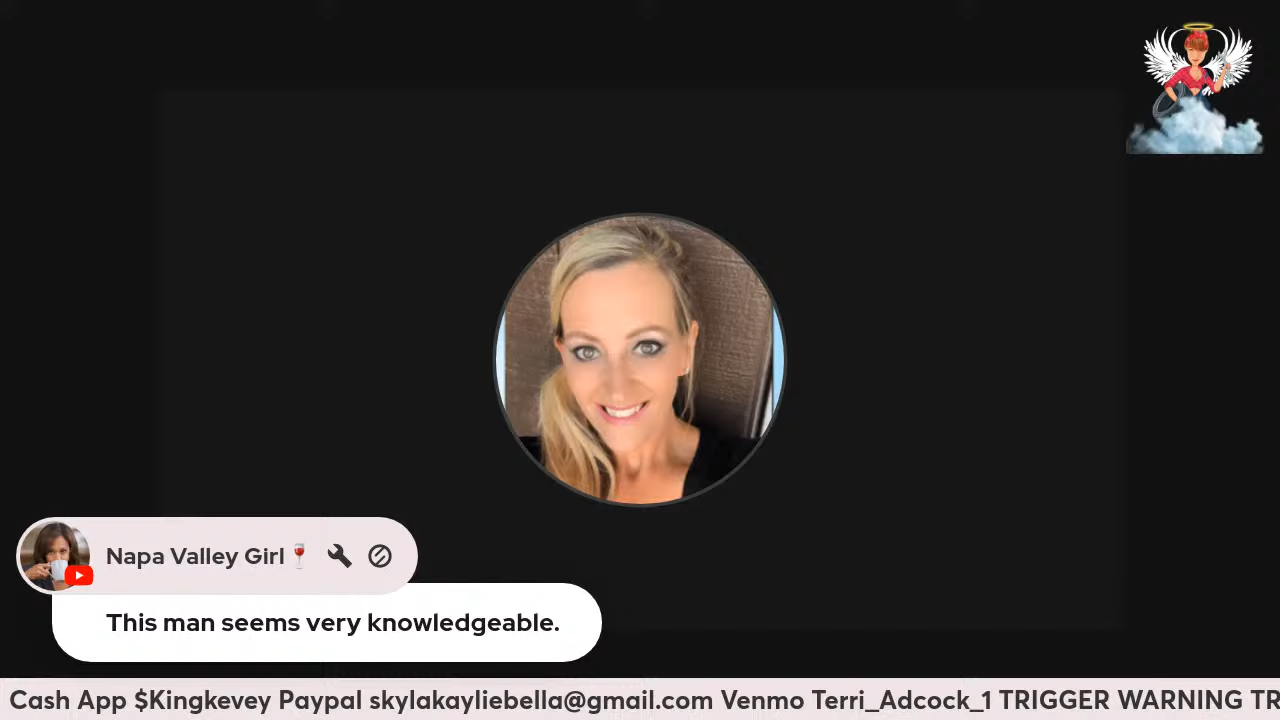 Napa Valley Girl🍷
This man seems very knowledgeable.
Cash App $Kingkevey Paypal skylakayliebella@gmail.com Venmo Terri_Adcock_1 TRIGGER WARNING TR